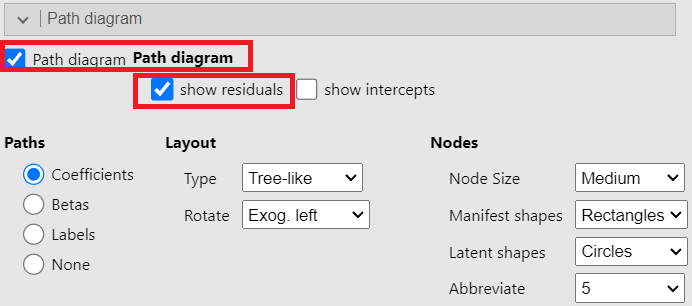 Path diagram
Path diagram Path diagram
show residuals show intercepts
Paths Layout Nodes
Coefficients Type Tree-like Node Size Medium
Betas Rotate Exog. left Manifest shapes Rectangles
Labels Latent shapes Circles
None Abbreviate 5